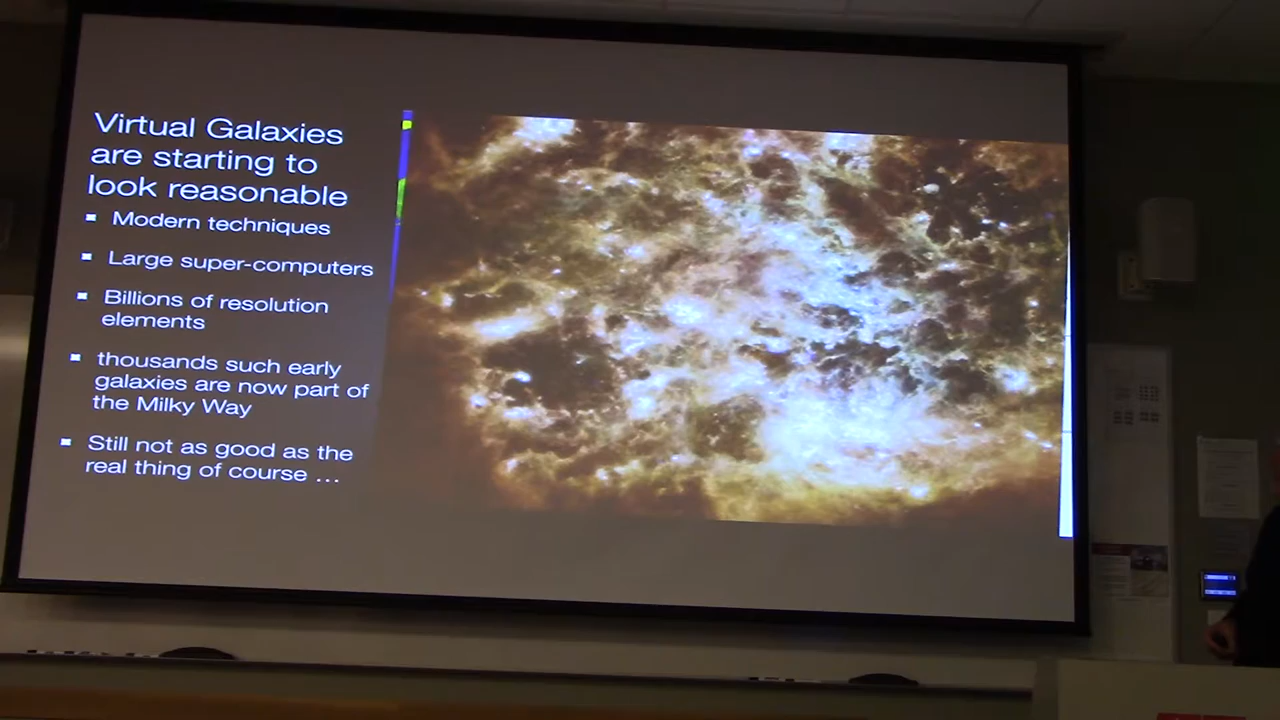 Virtual Galaxies
are starting to
look reasonable
Modern techniques
Large super-computers
Billions of resolution
elements
thousands such early
galaxies are now part of
the Milky Way
Still not as good as the
real thing of course ...